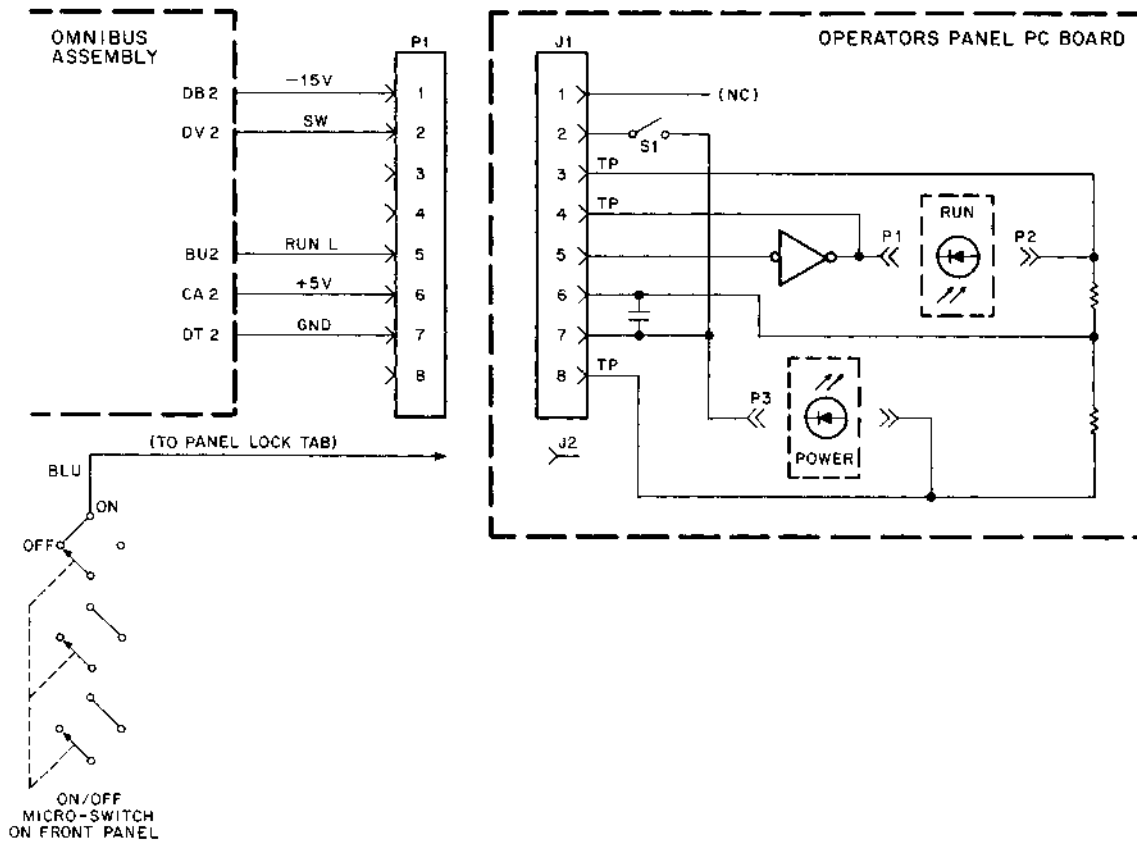 OMNIBUS
ASSEMBLY
P1
J1
OPERATORS PANEL PC BOARD
DB2
-15V
1
1
(NC)
DV2
SW
2
2
S1
3
3
TP
4
4
TP
RUN
P1
P2
BU2
RUN L
5
5
CA2
+5V
6
6
DT2
GND
7
7
8
8
TP
P3
POWER
J2
(TO PANEL LOCK TAB)
BLU
ON
OFF
ON/OFF
MICRO-SWITCH
ON FRONT PANEL